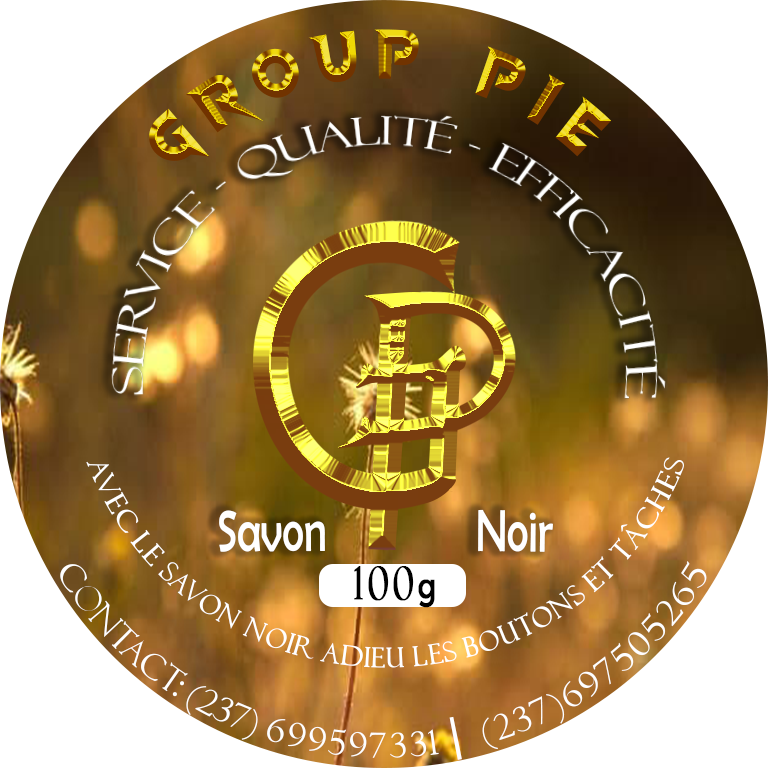 GROUP PIE
SERVICE - QUALITÉ - EFFICACITÉ
Savon Noir
100g
AVEC LE SAVON NOIR ADIEU LES BOUTONS ET TÂCHES
CONTACT: (237) 699597331 | (237)697505265